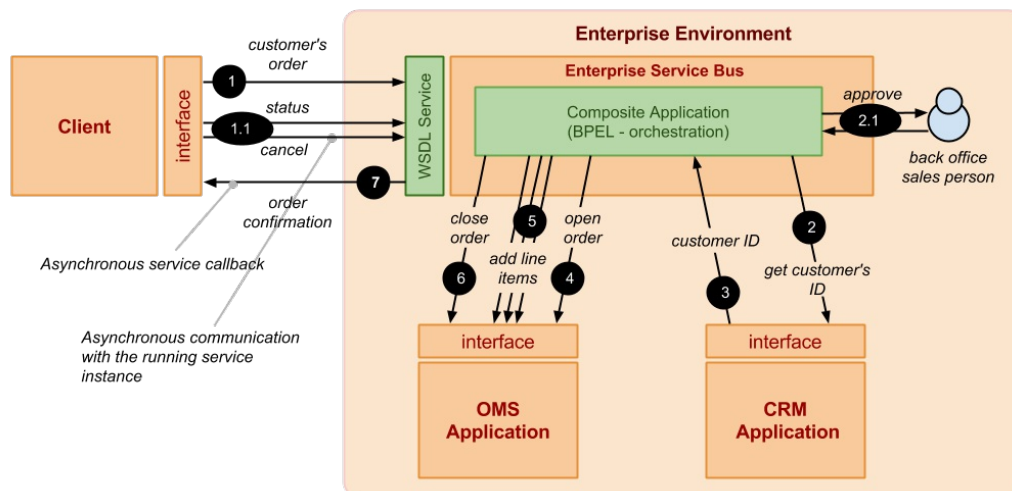 Enterprise Environment
customer's
order
1
status
1.1
cancel
7
order
confirmation
Client
interface
WSDL Service
Enterprise Service Bus
Composite Application
(BPEL - orchestration)
approve
2.1
back office
sales person
close
order
6
5
add line
items
open
order
4
customer ID
3
2
get customer's
ID
Asynchronous service callback
Asynchronous communication
with the running service
instance
interface
OMS
Application
interface
CRM
Application